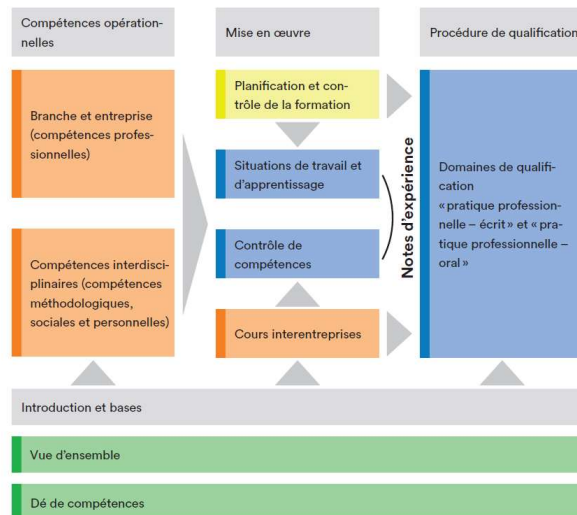 Compétences opération-
nelles
Mise en œuvre
Procédure de qualification
Branche et entreprise
(compétences profes-
sionnelles)
Compétences interdisci-
plinaires (compétences
méthodologiques,
sociales et personnelles)
Planification et con-
trôle de la formation
Situations de travail et
d'apprentissage
Contrôle de
compétences
Cours interentreprises
Notes d'expérience
Domaines de qualifi-
cation
« pratique profession-
nelle – écrit » et « pra-
tique professionnelle –
oral »
Introduction et bases
Vue d'ensemble
Dé de compétences